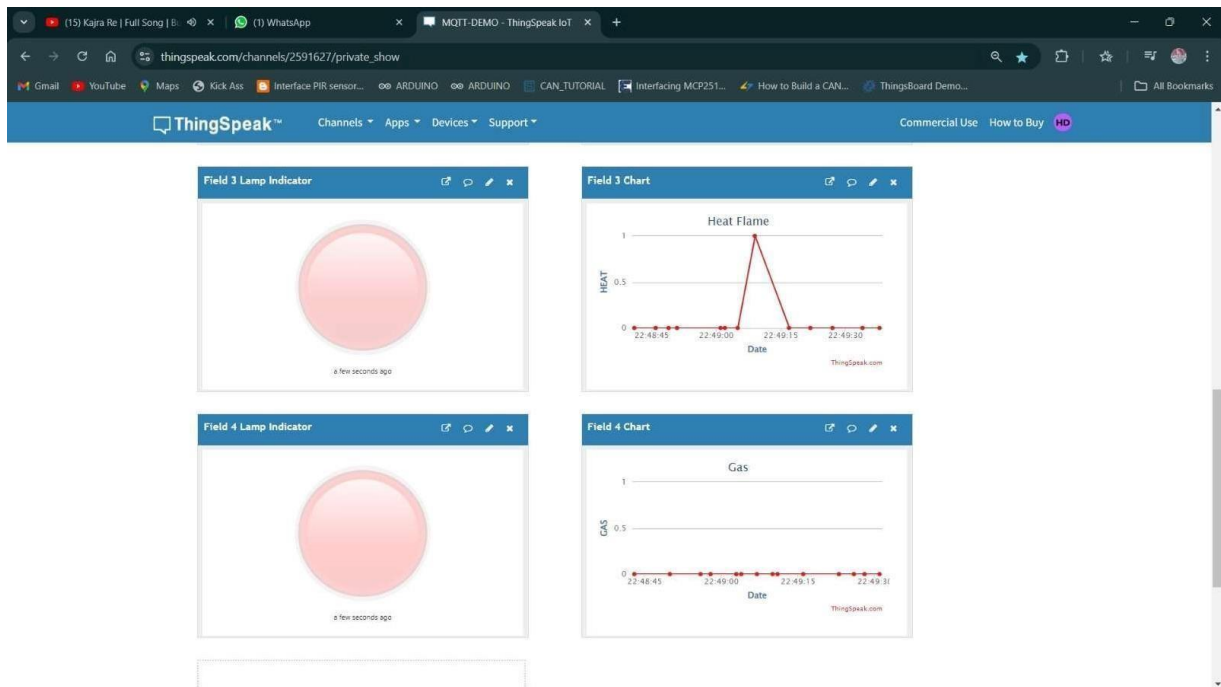 (15) Kajra Re | Full Song | Bu
(1) WhatsApp
MQTT-DEMO - ThingSpeak IoT
thingspeak.com/channels/2591627/private_show
Gmail YouTube Maps Kick Ass Interface PIR sensor... ARDUINO ARDUINO CAN_TUTORIAL Interfacing MCP251... How to Build a CAN... ThingsBoard Demo... All Bookmarks
ThingSpeak™ Channels Apps Devices Support Commercial Use How to Buy HD
Field 3 Lamp Indicator
a few seconds ago
Field 3 Chart
Heat Flame
HEAT
1
0.5
0
22:48:45 22:49:00 22:49:15 22:49:30
Date
ThingSpeak.com
Field 4 Lamp Indicator
a few seconds ago
Field 4 Chart
Gas
GAS
1
0.5
0
22:48:45 22:49:00 22:49:15 22:49:30
Date
ThingSpeak.com